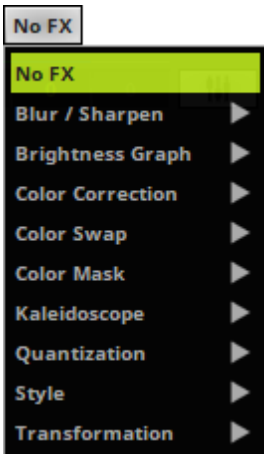 No FX
No FX
Blur / Sharpen
Brightness Graph
Color Correction
Color Swap
Color Mask
Kaleidoscope
Quantization
Style
Transformation